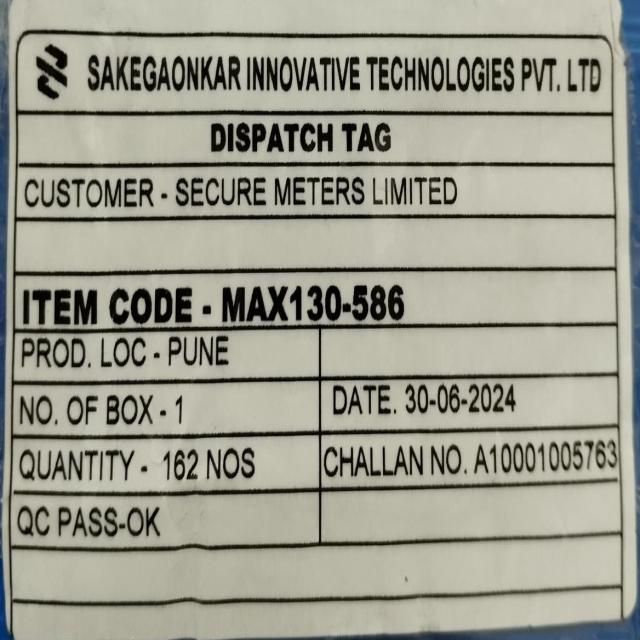 SAKEGAONKAR INNOVATIVE TECHNOLOGIES PVT. LTD
DISPATCH TAG
CUSTOMER - SECURE METERS LIMITED
ITEM CODE - MAX130-586
PROD. LOC - PUNE
NO. OF BOX - 1 DATE. 30-06-2024
QUANTITY - 162 NOS CHALLAN NO. A10001005763
QC PASS-OK